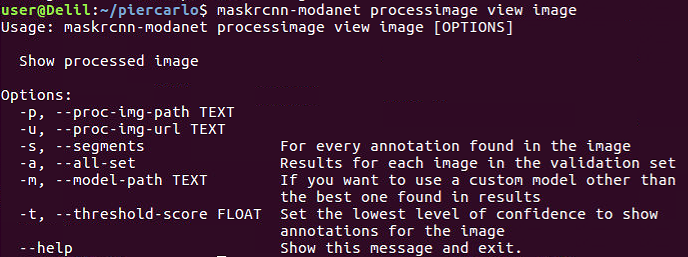 user@Delil:~/piercarlo$ maskrcnn-modanet processimage view image
Usage: maskrcnn-modanet processimage view image [OPTIONS]
Show processed image
Options:
-p, --proc-img-path TEXT
-u, --proc-img-url TEXT
-s, --segments For every annotation found in the image
-a, --all-set Results for each image in the validation set
-m, --model-path TEXT If you want to use a custom model other than
the best one found in results
-t, --threshold-score FLOAT Set the lowest level of confidence to show
annotations for the image
--help Show this message and exit.